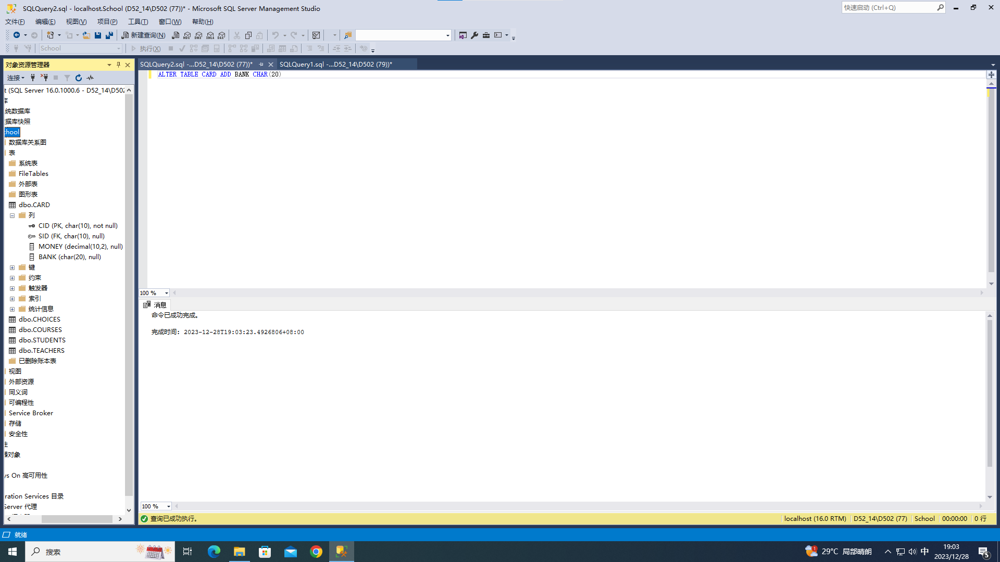 SQLQuery2.sql - localhost.School (D52_14\D502 (77))* - Microsoft SQL Server Management Studio
快速启动 (Ctrl+Q)
文件(F) 编辑(E) 视图(V) 项目(P) 工具(T) 窗口(W) 帮助(H)
新建查询(N) MDX DMX XMLA DAX
School 执行(X)
对象资源管理器
SQLQuery2.sql -...D52_14\D502 (77))* SQLQuery1.sql -...D52_14\D502 (79))*
连接
ALTER TABLE CARD ADD BANK CHAR(20)
t (SQL Server 16.0.1000.6 - D52_14\D502
库
统数据库
据库快照
chool
数据库关系图
表
系统表
FileTables
外部表
图形表
dbo.CARD
列
CID (PK, char(10), not null)
SID (FK, char(10), null)
MONEY (decimal(10,2), null)
BANK (char(20), null)
键
约束
触发器
索引
统计信息
dbo.CHOICES
dbo.COURSES
dbo.STUDENTS
dbo.TEACHERS
已删除账本表
视图
外部资源
同义词
可编程性
Service Broker
存储
安全性
性
器对象
ys On 高可用性
ration Services 目录
Server 代理
100 %
消息
命令已成功完成。
完成时间: 2023-12-28T19:03:23.4926806+08:00
100 %
查询已成功执行。
localhost (16.0 RTM) D52_14\D502 (77) School 00:00:00 0 行
就绪
搜索
1
29°C 局部晴朗
中
19:03
2023/12/28
5